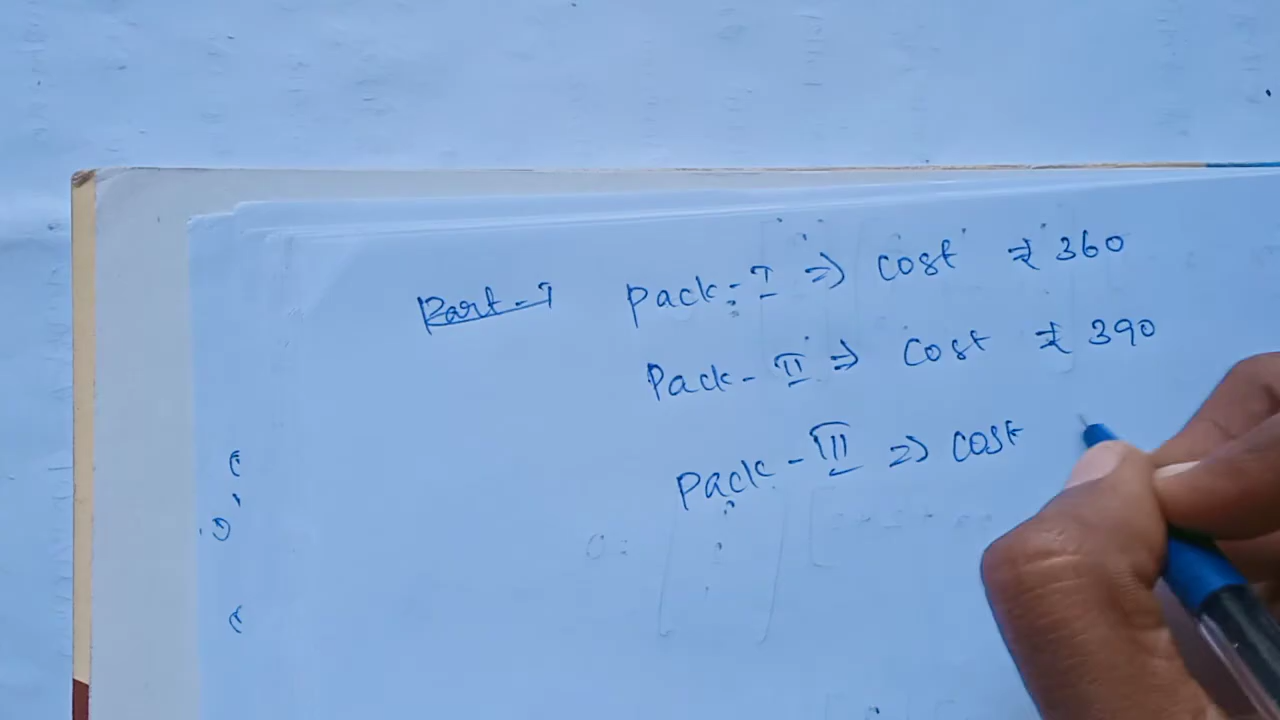 Part-I Pack-I => Cost ₹ 360
Pack-II => Cost ₹ 390
Pack-III => Cost